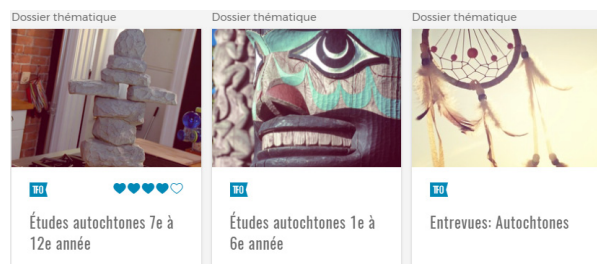 Dossier thématique
TFO
Études autochtones 7e à
12e année
Dossier thématique
TFO
Études autochtones 1e à
6e année
Dossier thématique
TFO
Entrevues: Autochtones